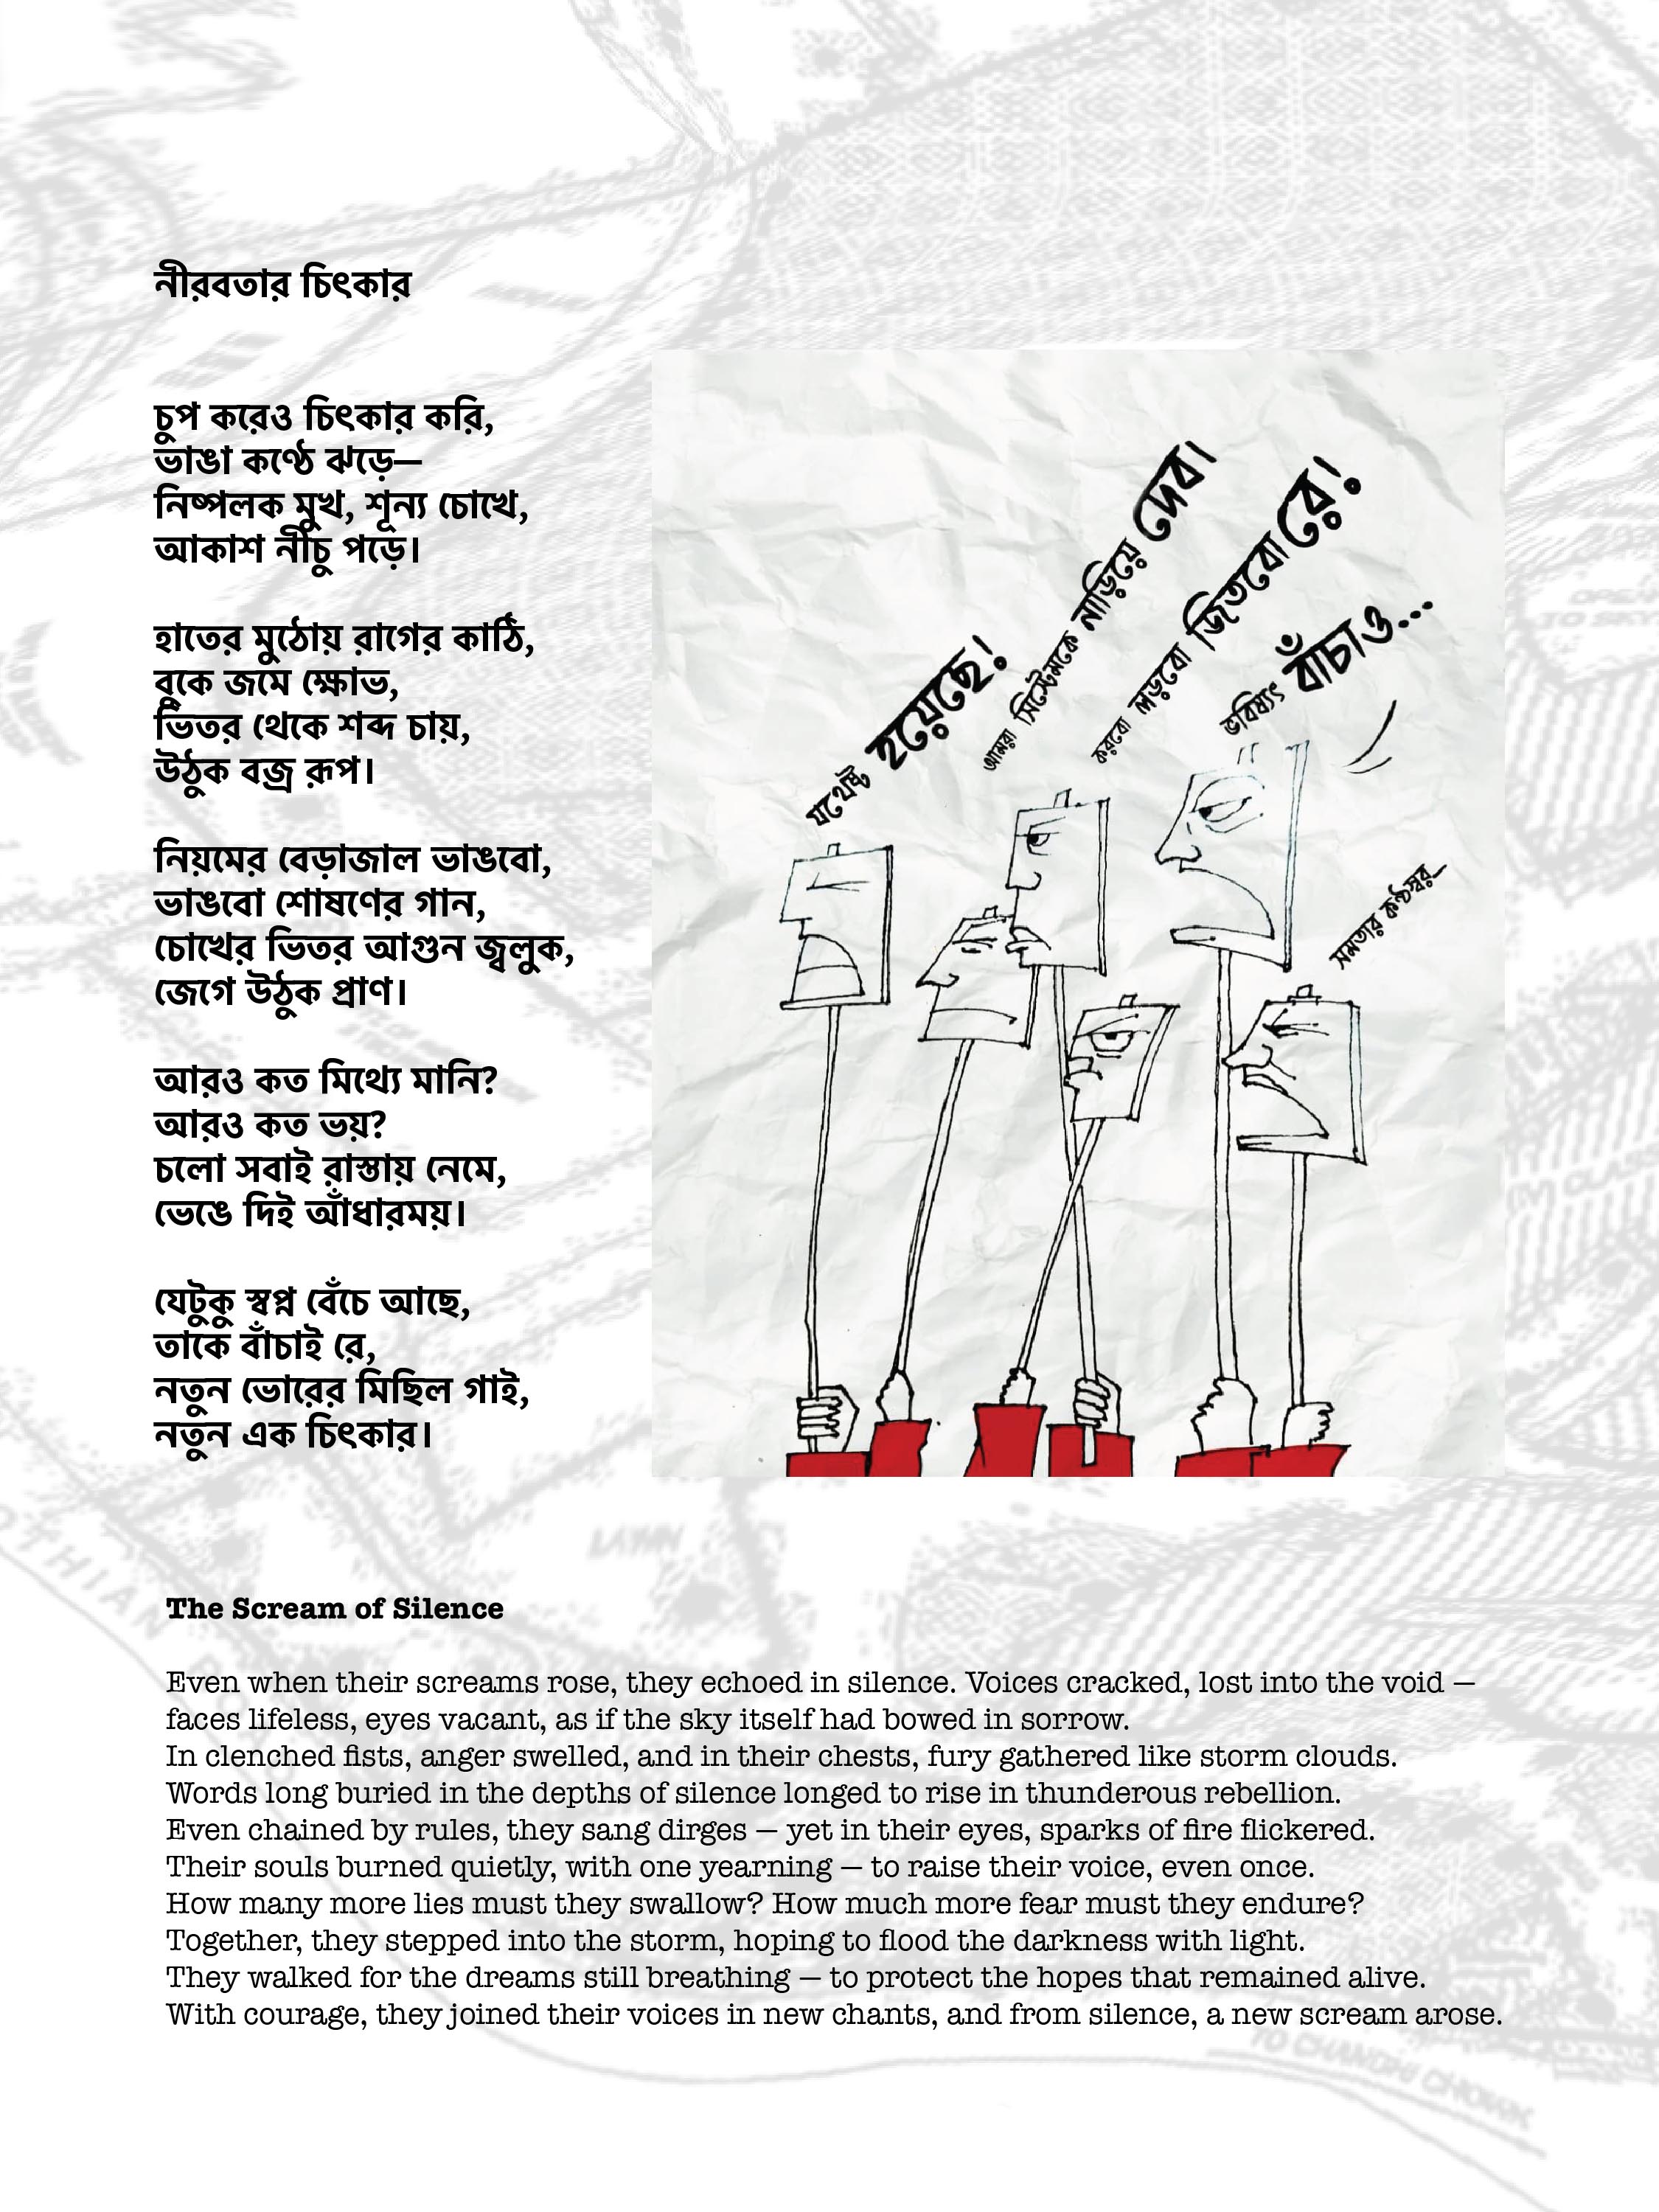 নীরবতার চিৎকার
চুপ করেও চিৎকার করি,
ভাঙা কণ্ঠে ঝড়ে—
নিষ্পলক মুখ, শূন্য চোখে,
আকাশ নীচু পড়ে।
হাতের মুঠোয় রাগের কাঠি,
বুকে জমে ক্ষোভ,
ভিতর থেকে শব্দ চায়,
উঠুক বজ্র রূপ।
নিয়মের বেড়াজাল ভাঙবো,
ভাঙবো শোষণের গান,
চোখের ভিতর আগুন জ্বলুক,
জেগে উঠুক প্রাণ।
আরও কত মিথ্যে মানি?
আরও কত ভয়?
চলো সবাই রাস্তায় নেমে,
ভেঙে দিই আঁধারময়।
যেটুকু স্বপ্ন বেঁচে আছে,
তাকে বাঁচাই রে,
নতুন ভোরের মিছিল গাই,
নতুন এক চিৎকার।
যথেষ্ট হয়েছে!
আমরা সিস্টেমকে নাড়িয়ে দেব।
করবো লড়বো জিতবো রে!
ভবিষ্যৎ বাঁচাও...
সমতার কণ্ঠস্বর_
The Scream of Silence
Even when their screams rose, they echoed in silence. Voices cracked, lost into the void —
faces lifeless, eyes vacant, as if the sky itself had bowed in sorrow.
In clenched fists, anger swelled, and in their chests, fury gathered like storm clouds.
Words long buried in the depths of silence longed to rise in thunderous rebellion.
Even chained by rules, they sang dirges — yet in their eyes, sparks of fire flickered.
Their souls burned quietly, with one yearning — to raise their voice, even once.
How many more lies must they swallow? How much more fear must they endure?
Together, they stepped into the storm, hoping to flood the darkness with light.
They walked for the dreams still breathing — to protect the hopes that remained alive.
With courage, they joined their voices in new chants, and from silence, a new scream arose.
TO CHANDNI CHOWK